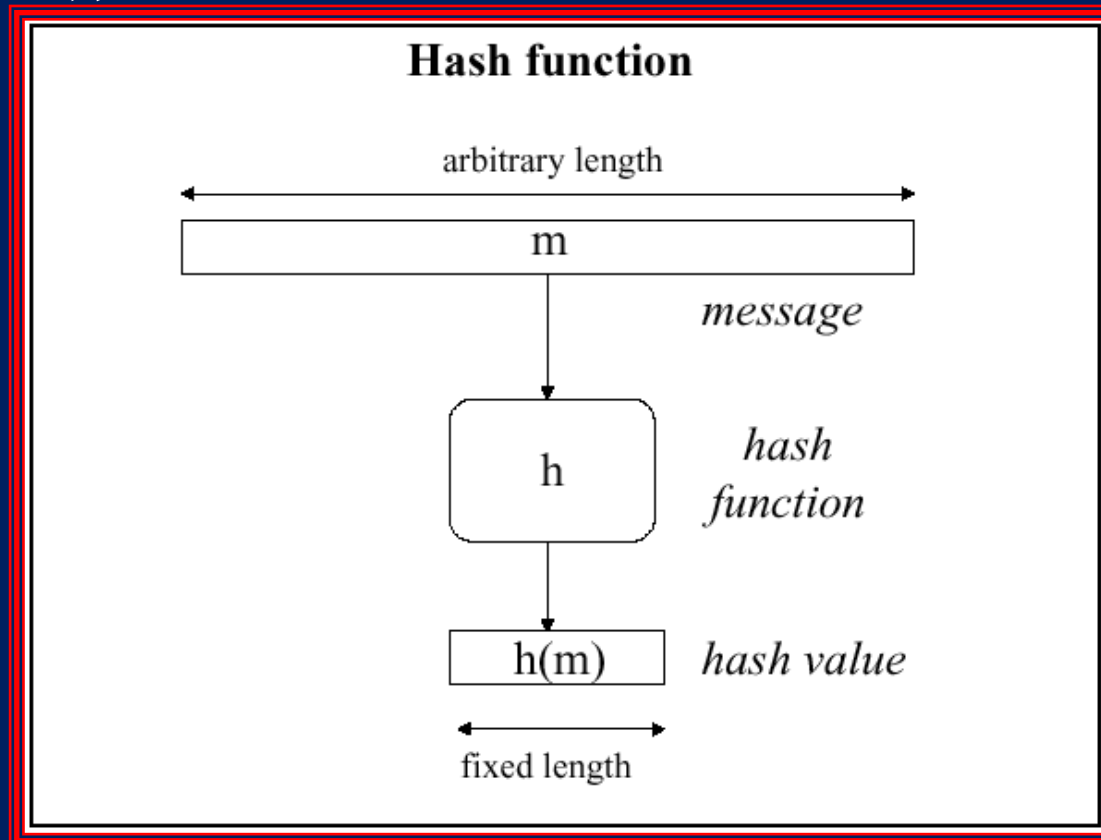 Hash function
arbitrary length
m
message
h
hash
function
h(m)
hash value
fixed length